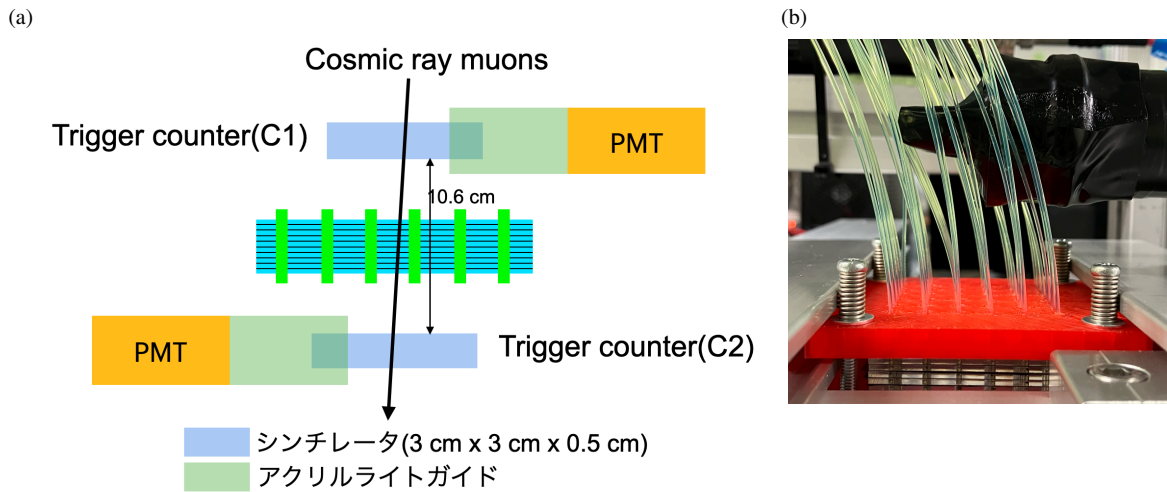 (a)
(b)
Cosmic ray muons
Trigger counter(C1)
PMT
10.6 cm
PMT
Trigger counter(C2)
シンチレータ(3 cm x 3 cm x 0.5 cm)
アクリルライトガイド